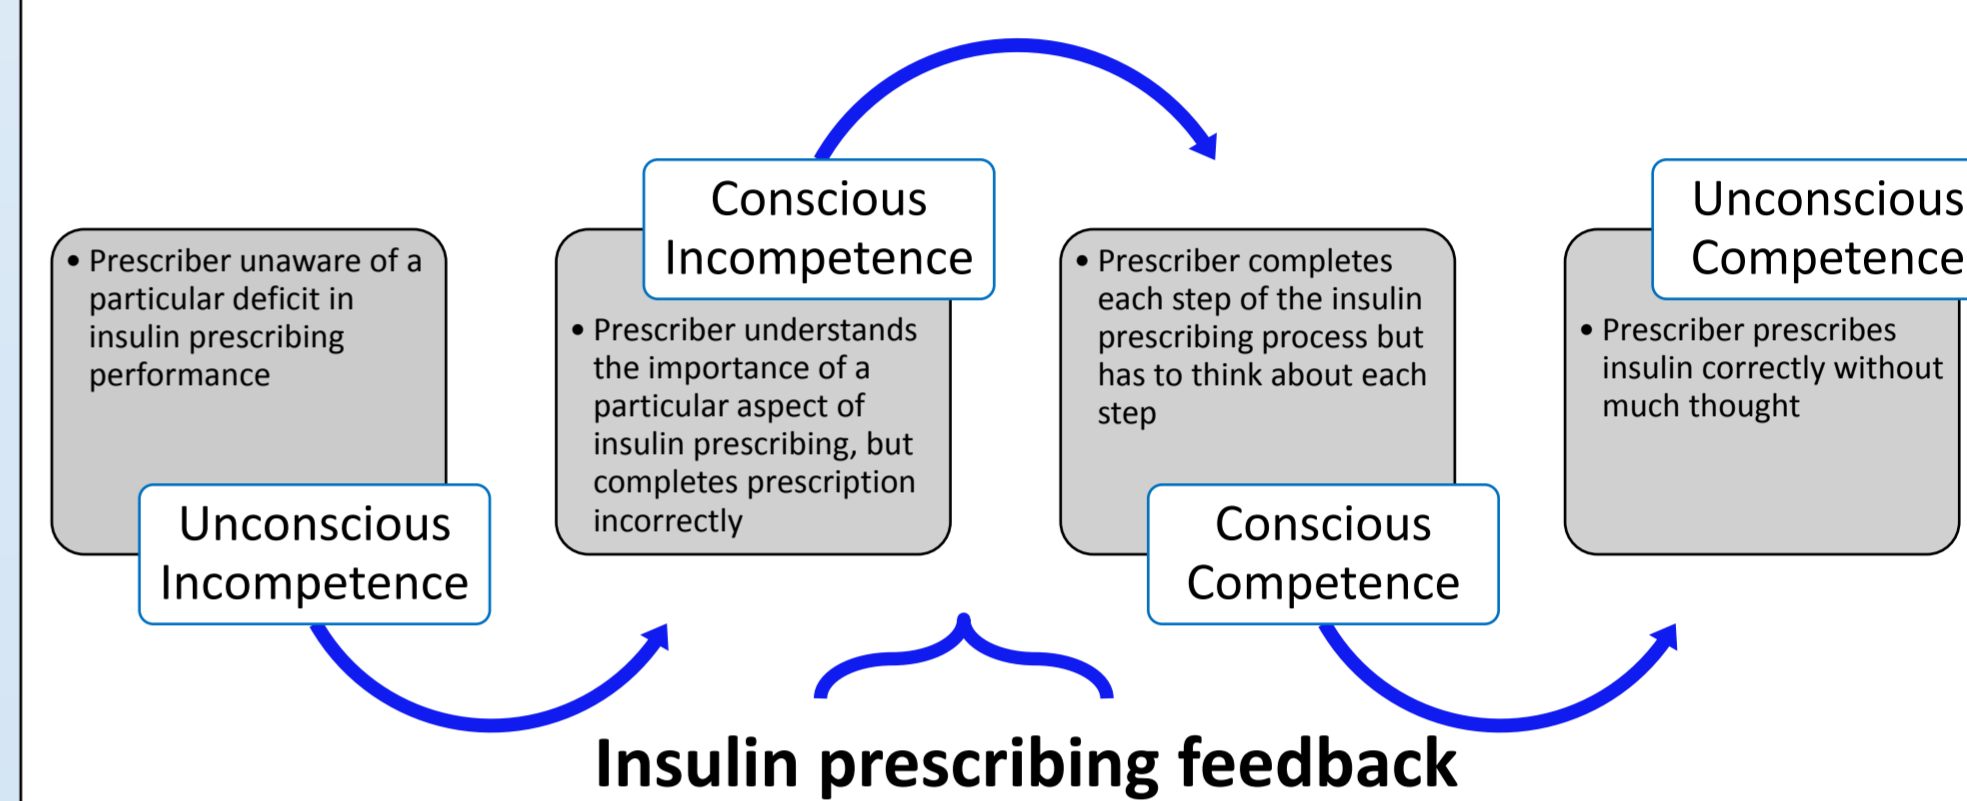 • Prescriber unaware of a
particular deficit in
insulin prescribing
performance
Unconscious
Incompetence
Conscious
Incompetence
• Prescriber understands
the importance of a
particular aspect of
insulin prescribing, but
completes prescription
incorrectly
• Prescriber completes
each step of the insulin
prescribing process but
has to think about each
step
Conscious
Competence
Unconscious
Competence
• Prescriber prescribes
insulin correctly without
much thought
Insulin prescribing feedback